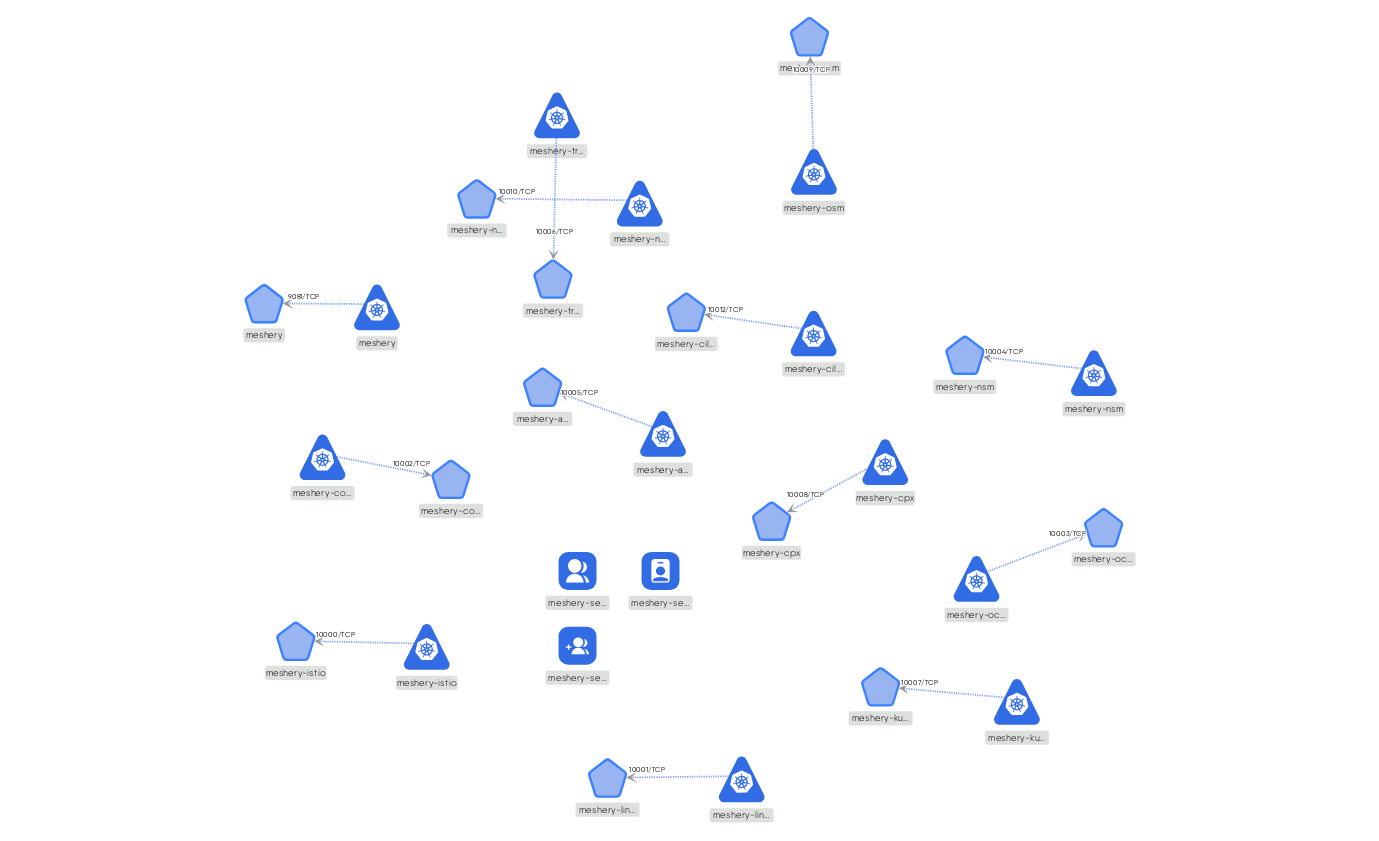 10009/TCP
meshery-tr...
10010/TCP
meshery-osm
meshery-n...
10006/TCP
meshery-n...
9081/TCP
meshery-tr...
10012/TCP
meshery
meshery
meshery-cil...
10004/TCP
meshery-cil...
meshery-nsm
10005/TCP
meshery-nsm
meshery-a...
10002/TCP
meshery-a...
meshery-co...
10008/TCP
meshery-cpx
meshery-co...
10003/TCP
meshery-cpx
meshery-oc...
meshery-se...
meshery-se...
meshery-oc...
10000/TCP
meshery-istio
meshery-se...
meshery-istio
10007/TCP
meshery-ku...
meshery-ku...
10001/TCP
meshery-lin...
meshery-lin...